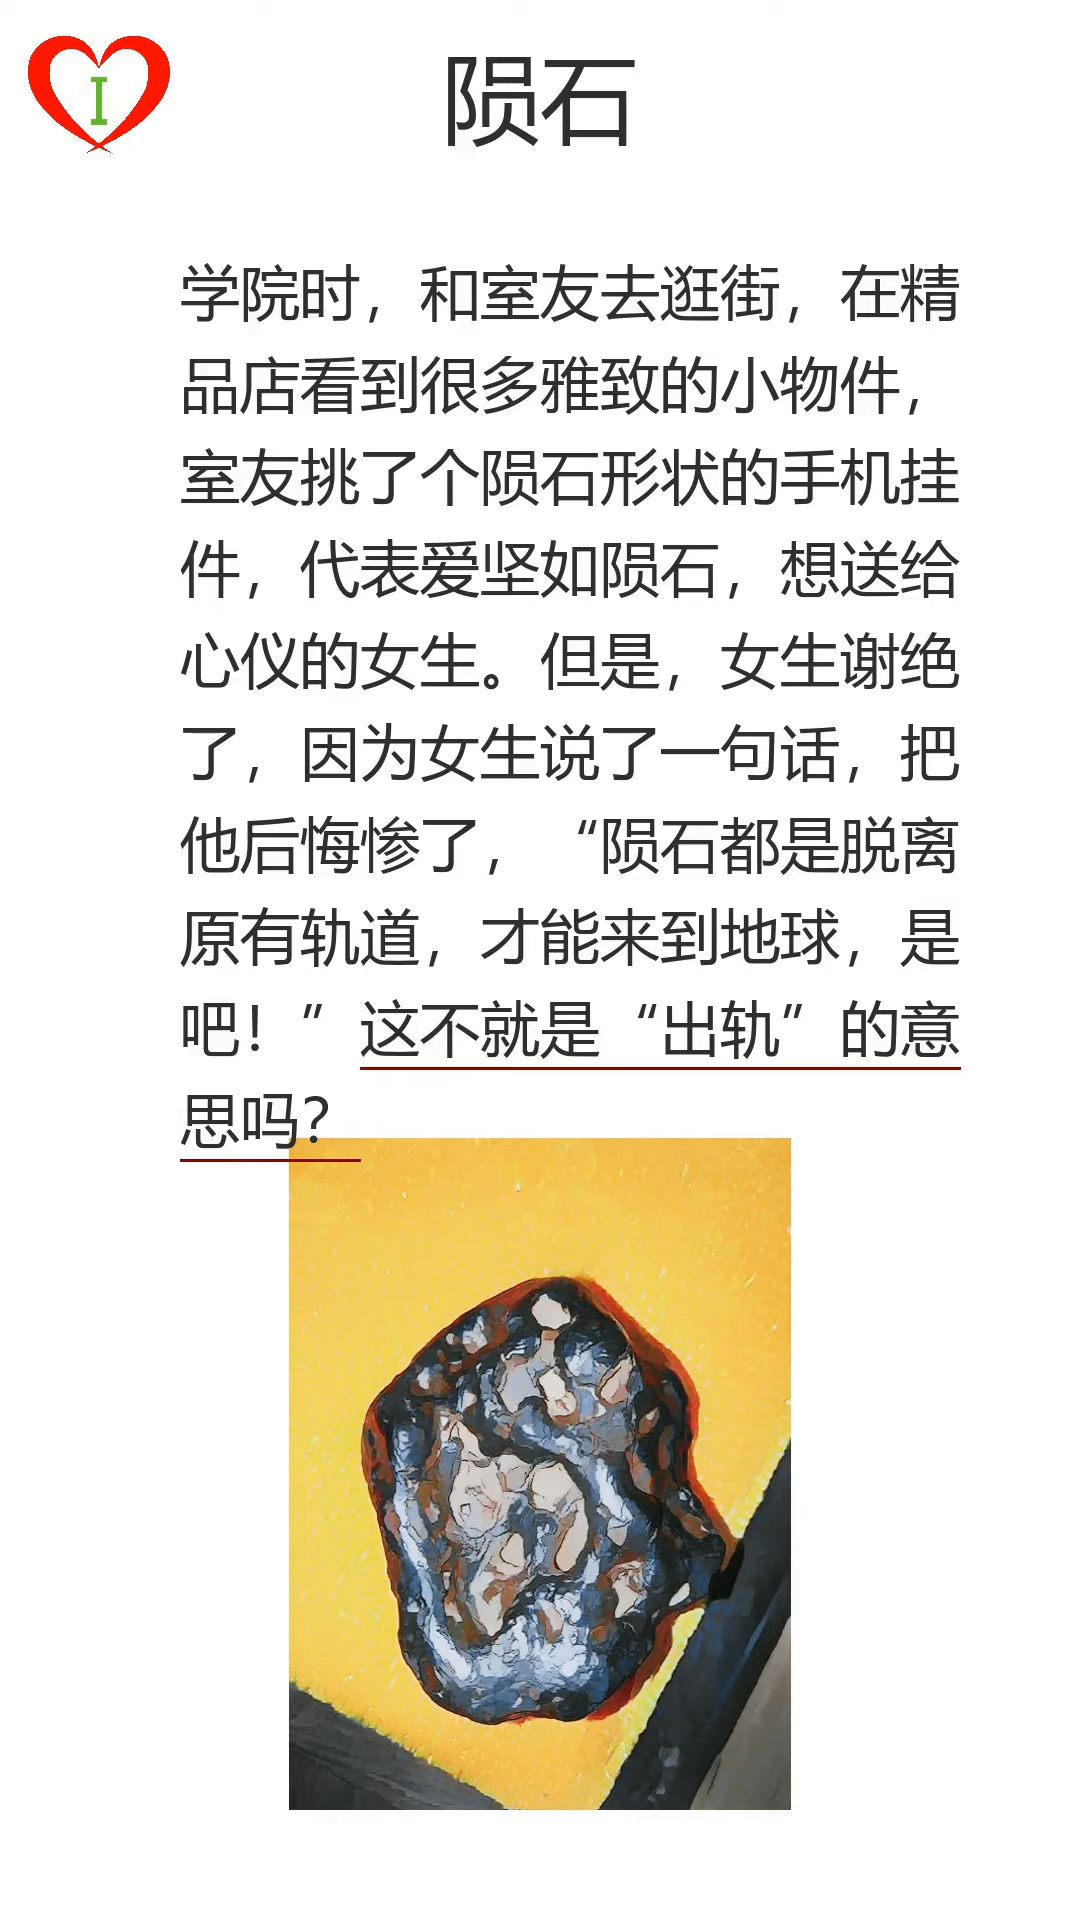 I
陨石
学院时，和室友去逛街，在精
品店看到很多雅致的小物件，
室友挑了个陨石形状的手机挂
件，代表爱坚如陨石，想送给
心仪的女生。但是，女生谢绝
了，因为女生说了一句话，把
他后悔惨了，“陨石都是脱离
原有轨道，才能来到地球，是
吧！”这不就是“出轨”的意
思吗？